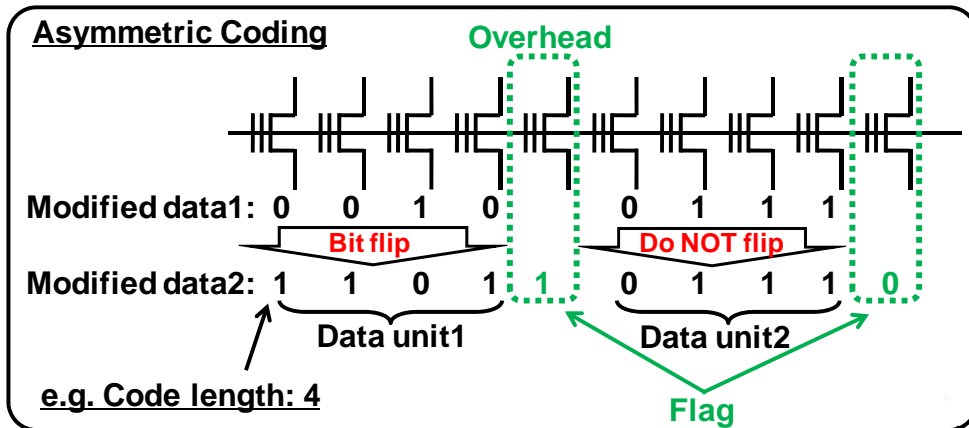 Asymmetric Coding
Overhead
Modified data1: 0 0 1 0 0 1 1 1
Bit flip Do NOT flip
Modified data2: 1 1 0 1 1 0 1 1 1 0
Data unit1 Data unit2
e.g. Code length: 4
Flag